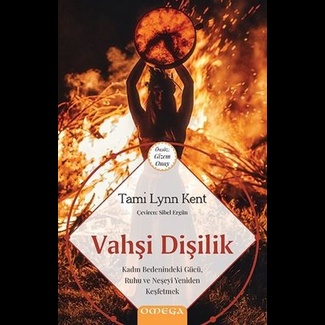 Önsöz:
Gizem
Onay
Tami Lynn Kent
Çeviren: Sibel Ergün
Vahşi Dişilik
Kadın Bedenindeki Gücü,
Ruhu ve Neşeyi Yeniden
Keşfetmek
OMEGA